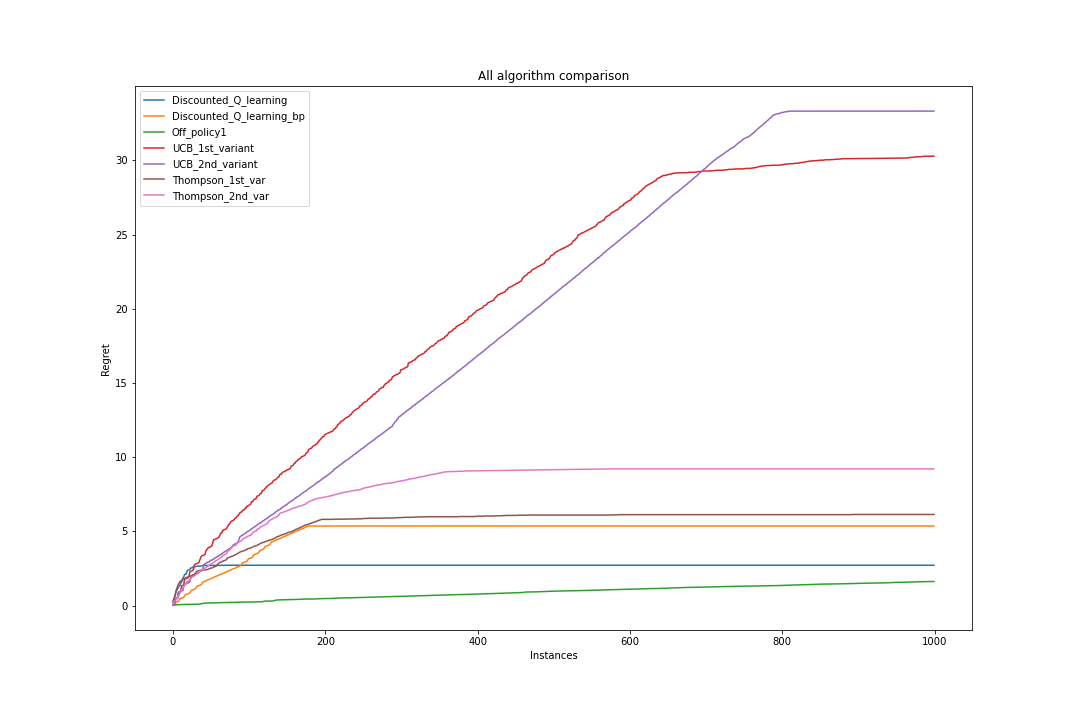 All algorithm comparison
Discounted_Q_learning
Discounted_Q_learning_bp
Off_policy1
UCB_1st_variant
UCB_2nd_variant
Thompson_1st_var
Thompson_2nd_var
Regret
30
25
20
15
10
5
0
0 200 400 600 800 1000
Instances